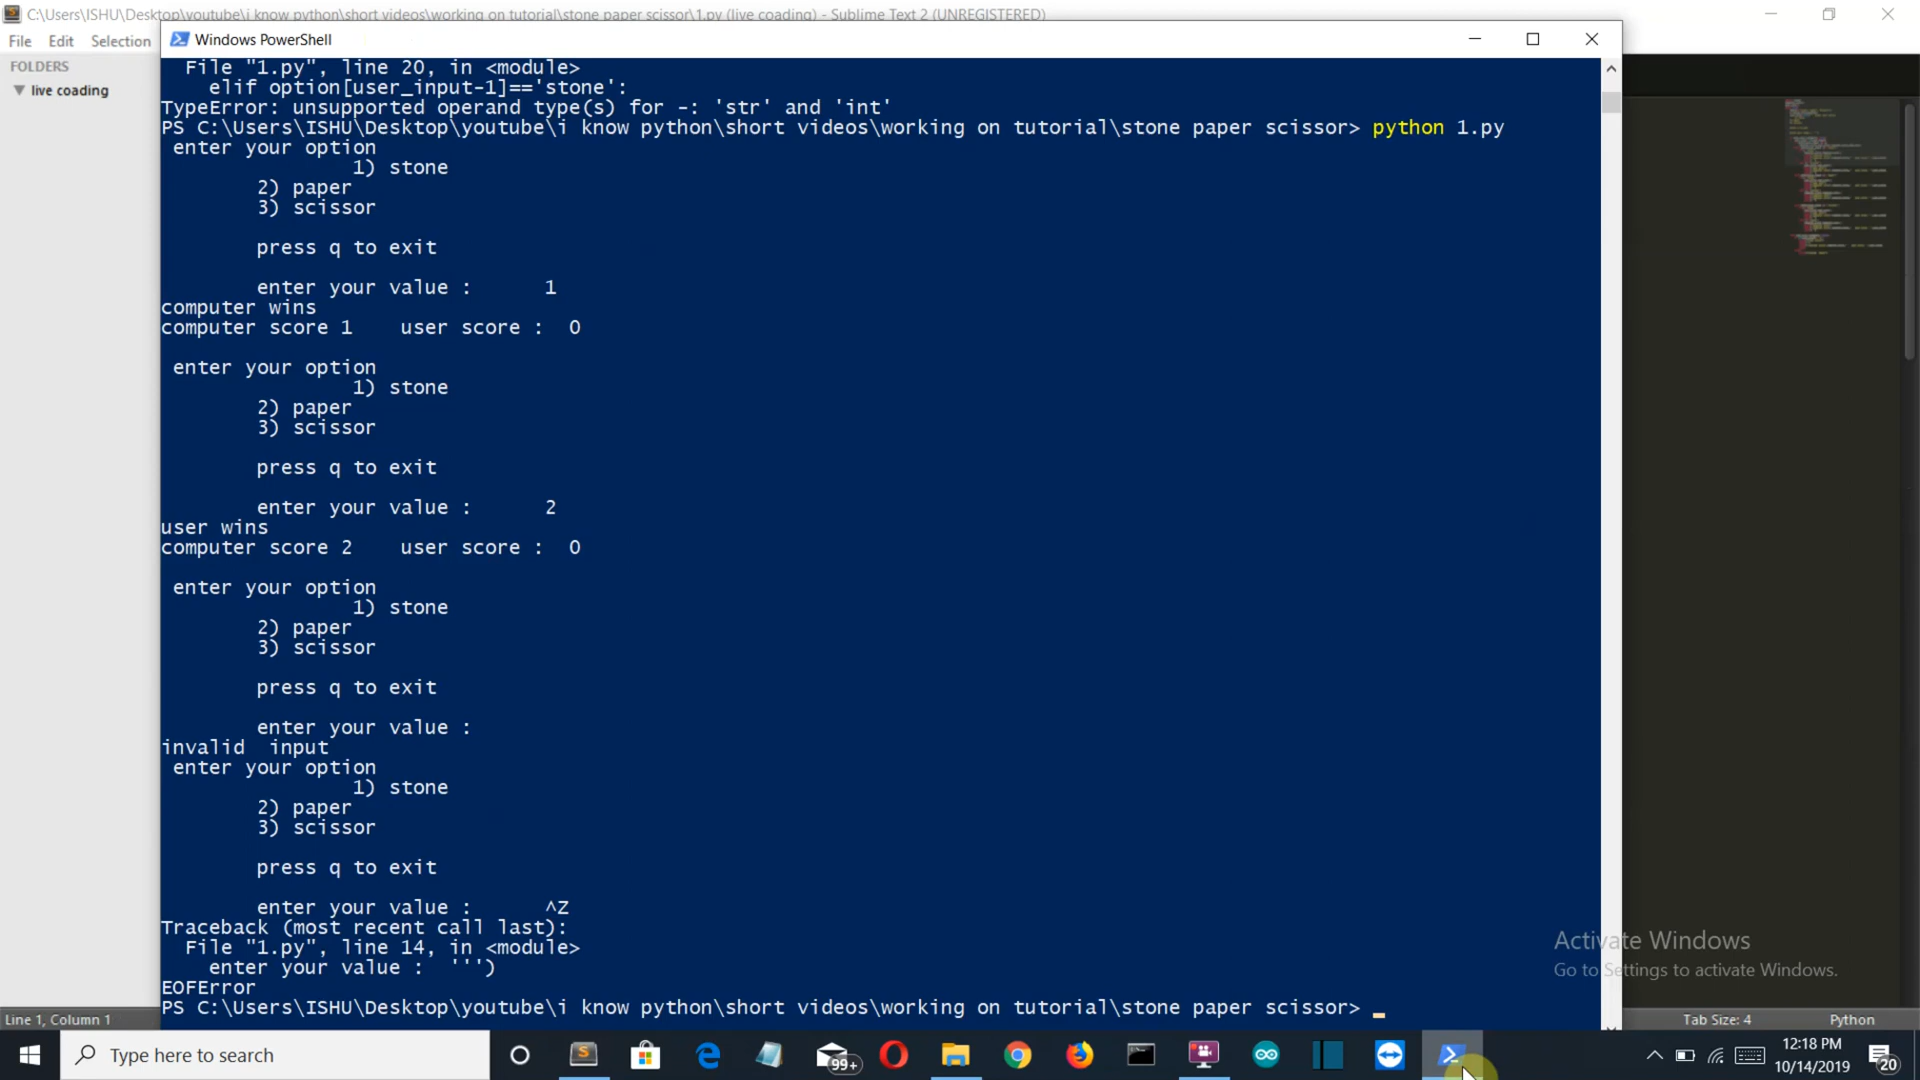 C:\Users\ISHU\Desktop\youtube\i know python\short videos\working on tutorial\stone paper scissor\1.py (live coading) - Sublime Text 2 (UNREGISTERED)
File Edit Selection
Windows PowerShell
FOLDERS
live coading
File "1.py", line 20, in <module>
elif option[user_input-1]=='stone':
TypeError: unsupported operand type(s) for -: 'str' and 'int'
PS C:\Users\ISHU\Desktop\youtube\i know python\short videos\working on tutorial\stone paper scissor> python 1.py
enter your option
1) stone
2) paper
3) scissor
press q to exit
enter your value : 1
computer wins
computer score 1 user score : 0
enter your option
1) stone
2) paper
3) scissor
press q to exit
enter your value : 2
user wins
computer score 2 user score : 0
enter your option
1) stone
2) paper
3) scissor
press q to exit
enter your value :
invalid input
enter your option
1) stone
2) paper
3) scissor
press q to exit
enter your value : ^Z
Traceback (most recent call last):
File "1.py", line 14, in <module>
enter your value : ''')
EOFError
PS C:\Users\ISHU\Desktop\youtube\i know python\short videos\working on tutorial\stone paper scissor>
Activate Windows
Go to Settings to activate Windows.
Line 1, Column 1
Tab Size: 4 Python
Type here to search
99+
12:18 PM
10/14/2019
20